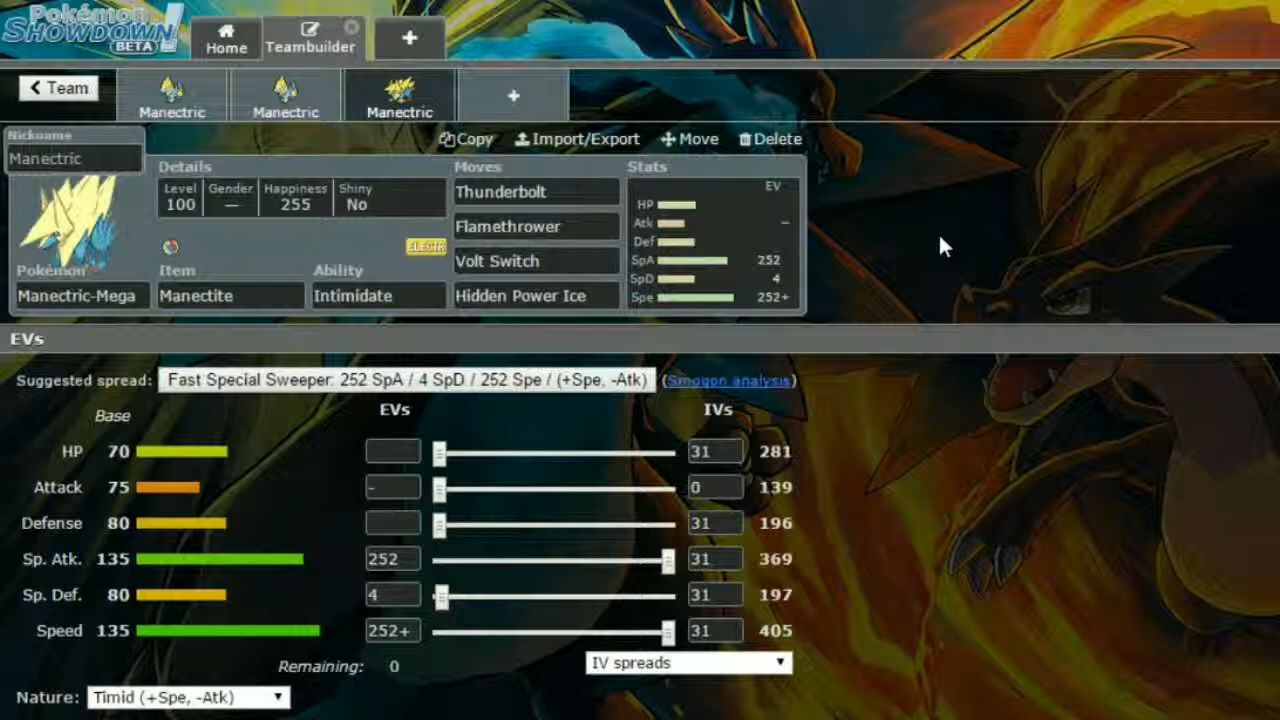 Pokémon
SHOWDOWN!
BETA
Home
Teambuilder
+
< Team
Manectric
Manectric
Manectric
+
Nickname
Manectric
Copy
Import/Export
Move
Delete
Details
Level
100
Gender
—
Happiness
255
Shiny
No
ELECTR
Pokémon
Manectric-Mega
Item
Manectite
Ability
Intimidate
Moves
Thunderbolt
Flamethrower
Volt Switch
Hidden Power Ice
Stats
EV
HP
Atk –
Def
SpA 252
SpD 4
Spe 252+
EVs
Suggested spread: Fast Special Sweeper: 252 SpA / 4 SpD / 252 Spe / (+Spe, -Atk) (Smogon analysis)
Base EVs IVs
HP 70 31 281
Attack 75 - 0 139
Defense 80 31 196
Sp. Atk. 135 252 31 369
Sp. Def. 80 4 31 197
Speed 135 252+ 31 405
Remaining: 0
IV spreads
Nature: Timid (+Spe, -Atk)